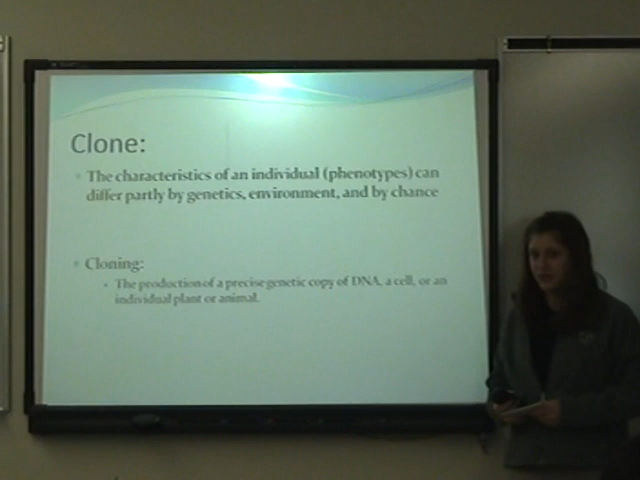 Clone:
The characteristics of an individual (phenotypes) can
differ partly by genetics, environment, and by chance
Cloning:
The production of a precise genetic copy of DNA, a cell, or an
individual plant or animal.